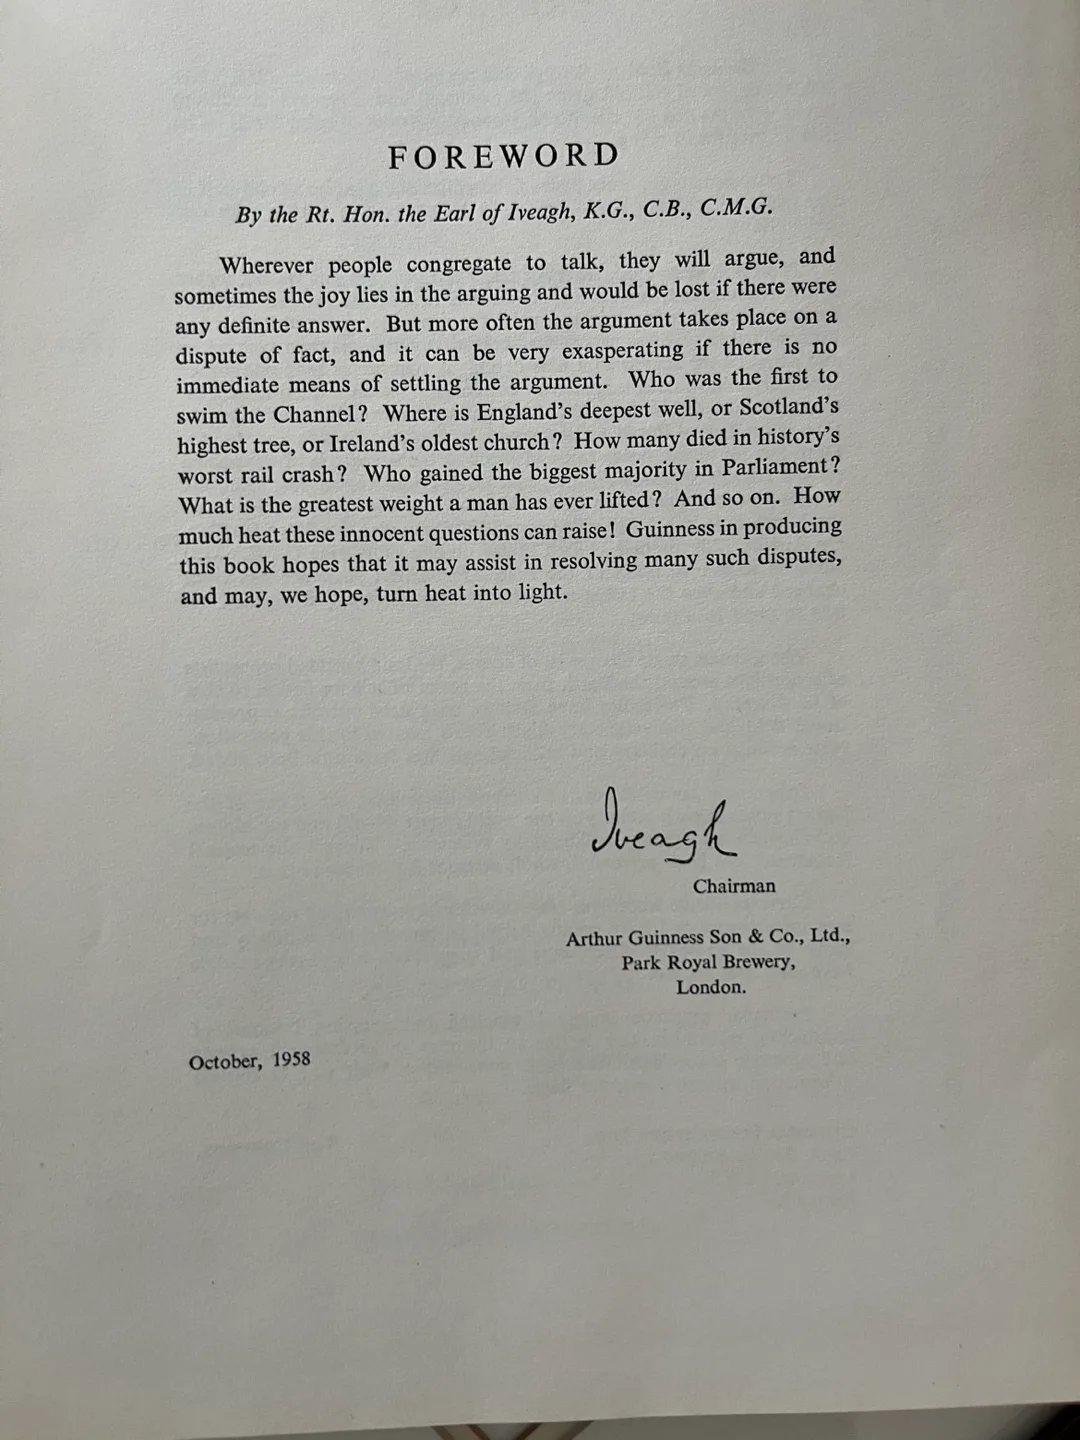 FOREWORD
By the Rt. Hon. the Earl of Iveagh, K.G., C.B., C.M.G.
Wherever people congregate to talk, they will argue, and
sometimes the joy lies in the arguing and would be lost if there were
any definite answer. But more often the argument takes place on a
dispute of fact, and it can be very exasperating if there is no
immediate means of settling the argument. Who was the first to
swim the Channel? Where is England's deepest well, or Scotland's
highest tree, or Ireland's oldest church? How many died in history's
worst rail crash? Who gained the biggest majority in Parliament?
What is the greatest weight a man has ever lifted? And so on. How
much heat these innocent questions can raise! Guinness in producing
this book hopes that it may assist in resolving many such disputes,
and may, we hope, turn heat into light.
Iveagh
Chairman
Arthur Guinness Son & Co., Ltd.,
Park Royal Brewery,
London.
October, 1958